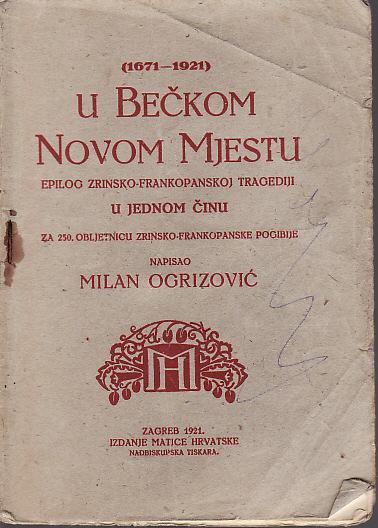 (1671—1921)
U BEČKOM
NOVOM MJESTU
EPILOG ZRINSKO-FRANKOPANSKOJ TRAGEDIJI
U JEDNOM ČINU
ZA 250. OBLJETNICU ZRINSKO-FRANKOPANSKE POGIBIJE
NAPISAO
MILAN OGRIZOVIĆ
MH
ZAGREB 1921.
IZDANJE MATICE HRVATSKE
NADBISKUPSKA TISKARA.